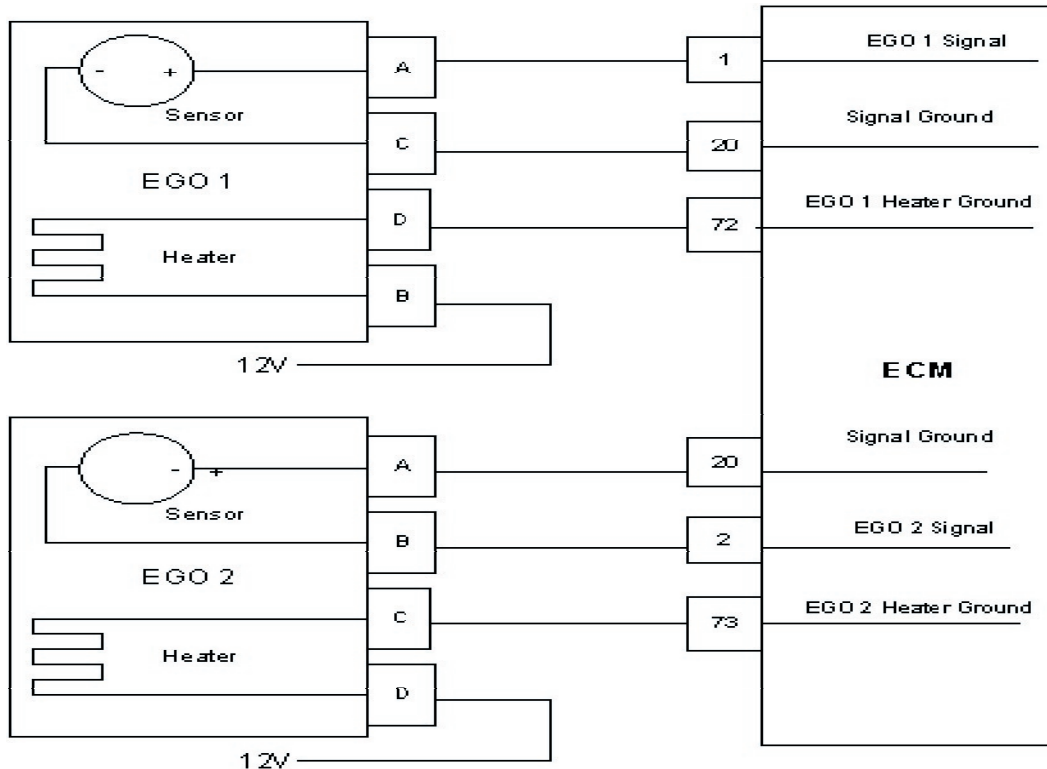 EGO 1 Signal
A
1
- +
Sensor
Signal Ground
C
20
EGO 1
EGO 1 Heater Ground
D
72
Heater
B
12V
ECM
Signal Ground
A
20
- +
Sensor
EGO 2 Signal
B
2
EGO 2
EGO 2 Heater Ground
C
73
Heater
D
12V